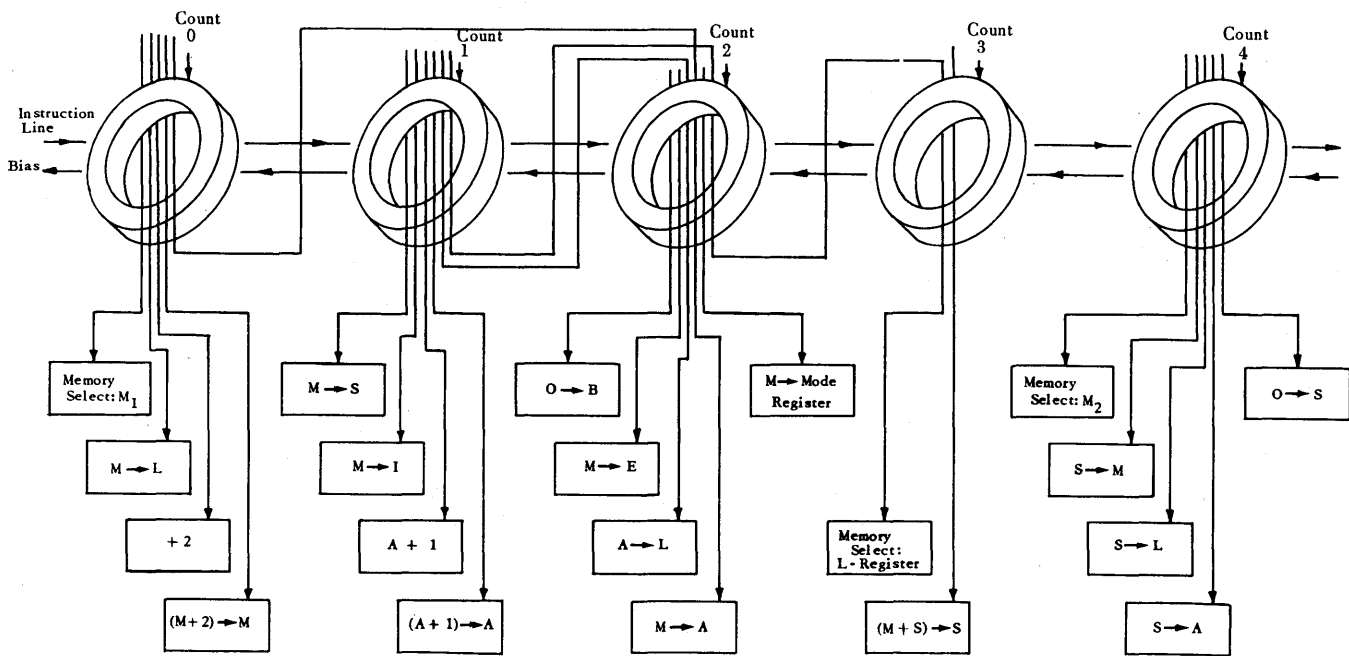 Count
0
Count
1
Count
2
Count
3
Count
4
Instruction
Line
Bias
Memory
Select: M1
M → L
+ 2
(M+2) → M
M → S
M → I
A + 1
(A + 1) → A
O → B
M → E
A → L
M → A
M → Mode
Register
Memory
Select:
L - Register
(M + S) → S
Memory
Select: M2
S → M
S → L
S → A
O → S